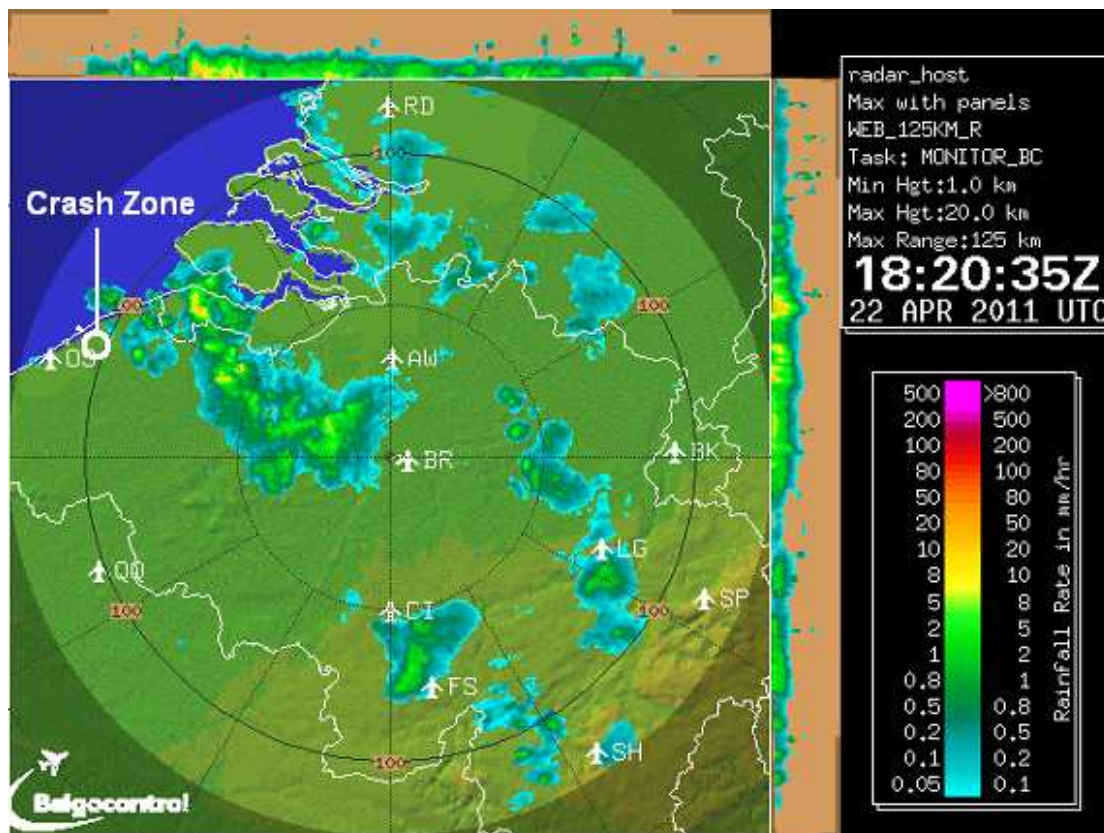 RD
100
Crash Zone
100
100
OS
AW
BR
BK
LG
QO
100
CI
100
SP
FS
100
SH
Belgocontrol
radar_host
Max with panels
WEB_125KM_R
Task: MONITOR_BC
Min Hgt:1.0 km
Max Hgt:20.0 km
Max Range:125 km
18:20:35Z
22 APR 2011 UTC
500 >800
200 500
100 200
80 100
50 80
20 50
10 20
8 10
5 8
2 5
1 2
0.8 1
0.5 0.8
0.2 0.5
0.1 0.2
0.05 0.1
Rainfall Rate in mm/hr